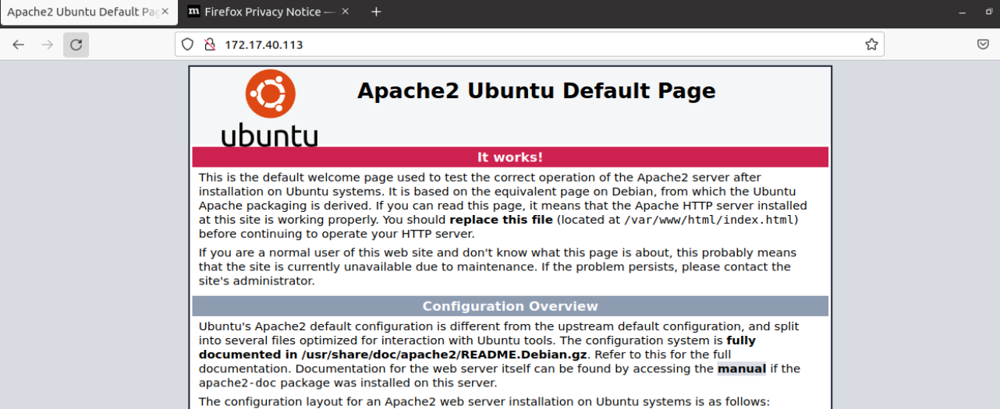 Apache2 Ubuntu Default Pag
Firefox Privacy Notice —
172.17.40.113
ubuntu
Apache2 Ubuntu Default Page
It works!
This is the default welcome page used to test the correct operation of the Apache2 server after
installation on Ubuntu systems. It is based on the equivalent page on Debian, from which the Ubuntu
Apache packaging is derived. If you can read this page, it means that the Apache HTTP server installed
at this site is working properly. You should replace this file (located at /var/www/html/index.html)
before continuing to operate your HTTP server.
If you are a normal user of this web site and don't know what this page is about, this probably means
that the site is currently unavailable due to maintenance. If the problem persists, please contact the
site's administrator.
Configuration Overview
Ubuntu's Apache2 default configuration is different from the upstream default configuration, and split
into several files optimized for interaction with Ubuntu tools. The configuration system is fully
documented in /usr/share/doc/apache2/README.Debian.gz. Refer to this for the full
documentation. Documentation for the web server itself can be found by accessing the manual if the
apache2-doc package was installed on this server.
The configuration layout for an Apache2 web server installation on Ubuntu systems is as follows: